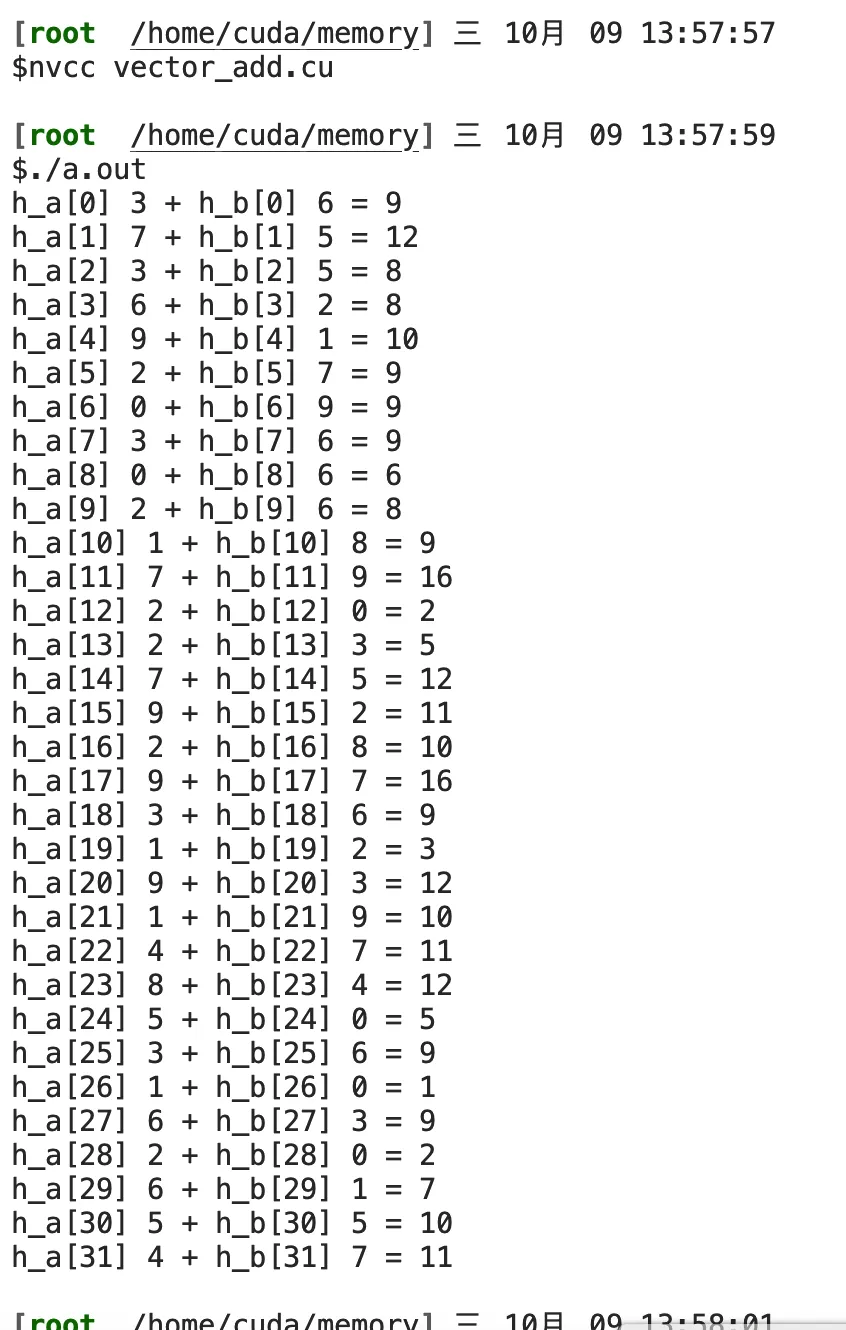 [root  /home/cuda/memory] 三 10月 09 13:57:57
$nvcc vector_add.cu
[root  /home/cuda/memory] 三 10月 09 13:57:59
$./a.out
h_a[0] 3 + h_b[0] 6 = 9
h_a[1] 7 + h_b[1] 5 = 12
h_a[2] 3 + h_b[2] 5 = 8
h_a[3] 6 + h_b[3] 2 = 8
h_a[4] 9 + h_b[4] 1 = 10
h_a[5] 2 + h_b[5] 7 = 9
h_a[6] 0 + h_b[6] 9 = 9
h_a[7] 3 + h_b[7] 6 = 9
h_a[8] 0 + h_b[8] 6 = 6
h_a[9] 2 + h_b[9] 6 = 8
h_a[10] 1 + h_b[10] 8 = 9
h_a[11] 7 + h_b[11] 9 = 16
h_a[12] 2 + h_b[12] 0 = 2
h_a[13] 2 + h_b[13] 3 = 5
h_a[14] 7 + h_b[14] 5 = 12
h_a[15] 9 + h_b[15] 2 = 11
h_a[16] 2 + h_b[16] 8 = 10
h_a[17] 9 + h_b[17] 7 = 16
h_a[18] 3 + h_b[18] 6 = 9
h_a[19] 1 + h_b[19] 2 = 3
h_a[20] 9 + h_b[20] 3 = 12
h_a[21] 1 + h_b[21] 9 = 10
h_a[22] 4 + h_b[22] 7 = 11
h_a[23] 8 + h_b[23] 4 = 12
h_a[24] 5 + h_b[24] 0 = 5
h_a[25] 3 + h_b[25] 6 = 9
h_a[26] 1 + h_b[26] 0 = 1
h_a[27] 6 + h_b[27] 3 = 9
h_a[28] 2 + h_b[28] 0 = 2
h_a[29] 6 + h_b[29] 1 = 7
h_a[30] 5 + h_b[30] 5 = 10
h_a[31] 4 + h_b[31] 7 = 11
[root  /home/cuda/memory] 三 10月 09 13:58:01